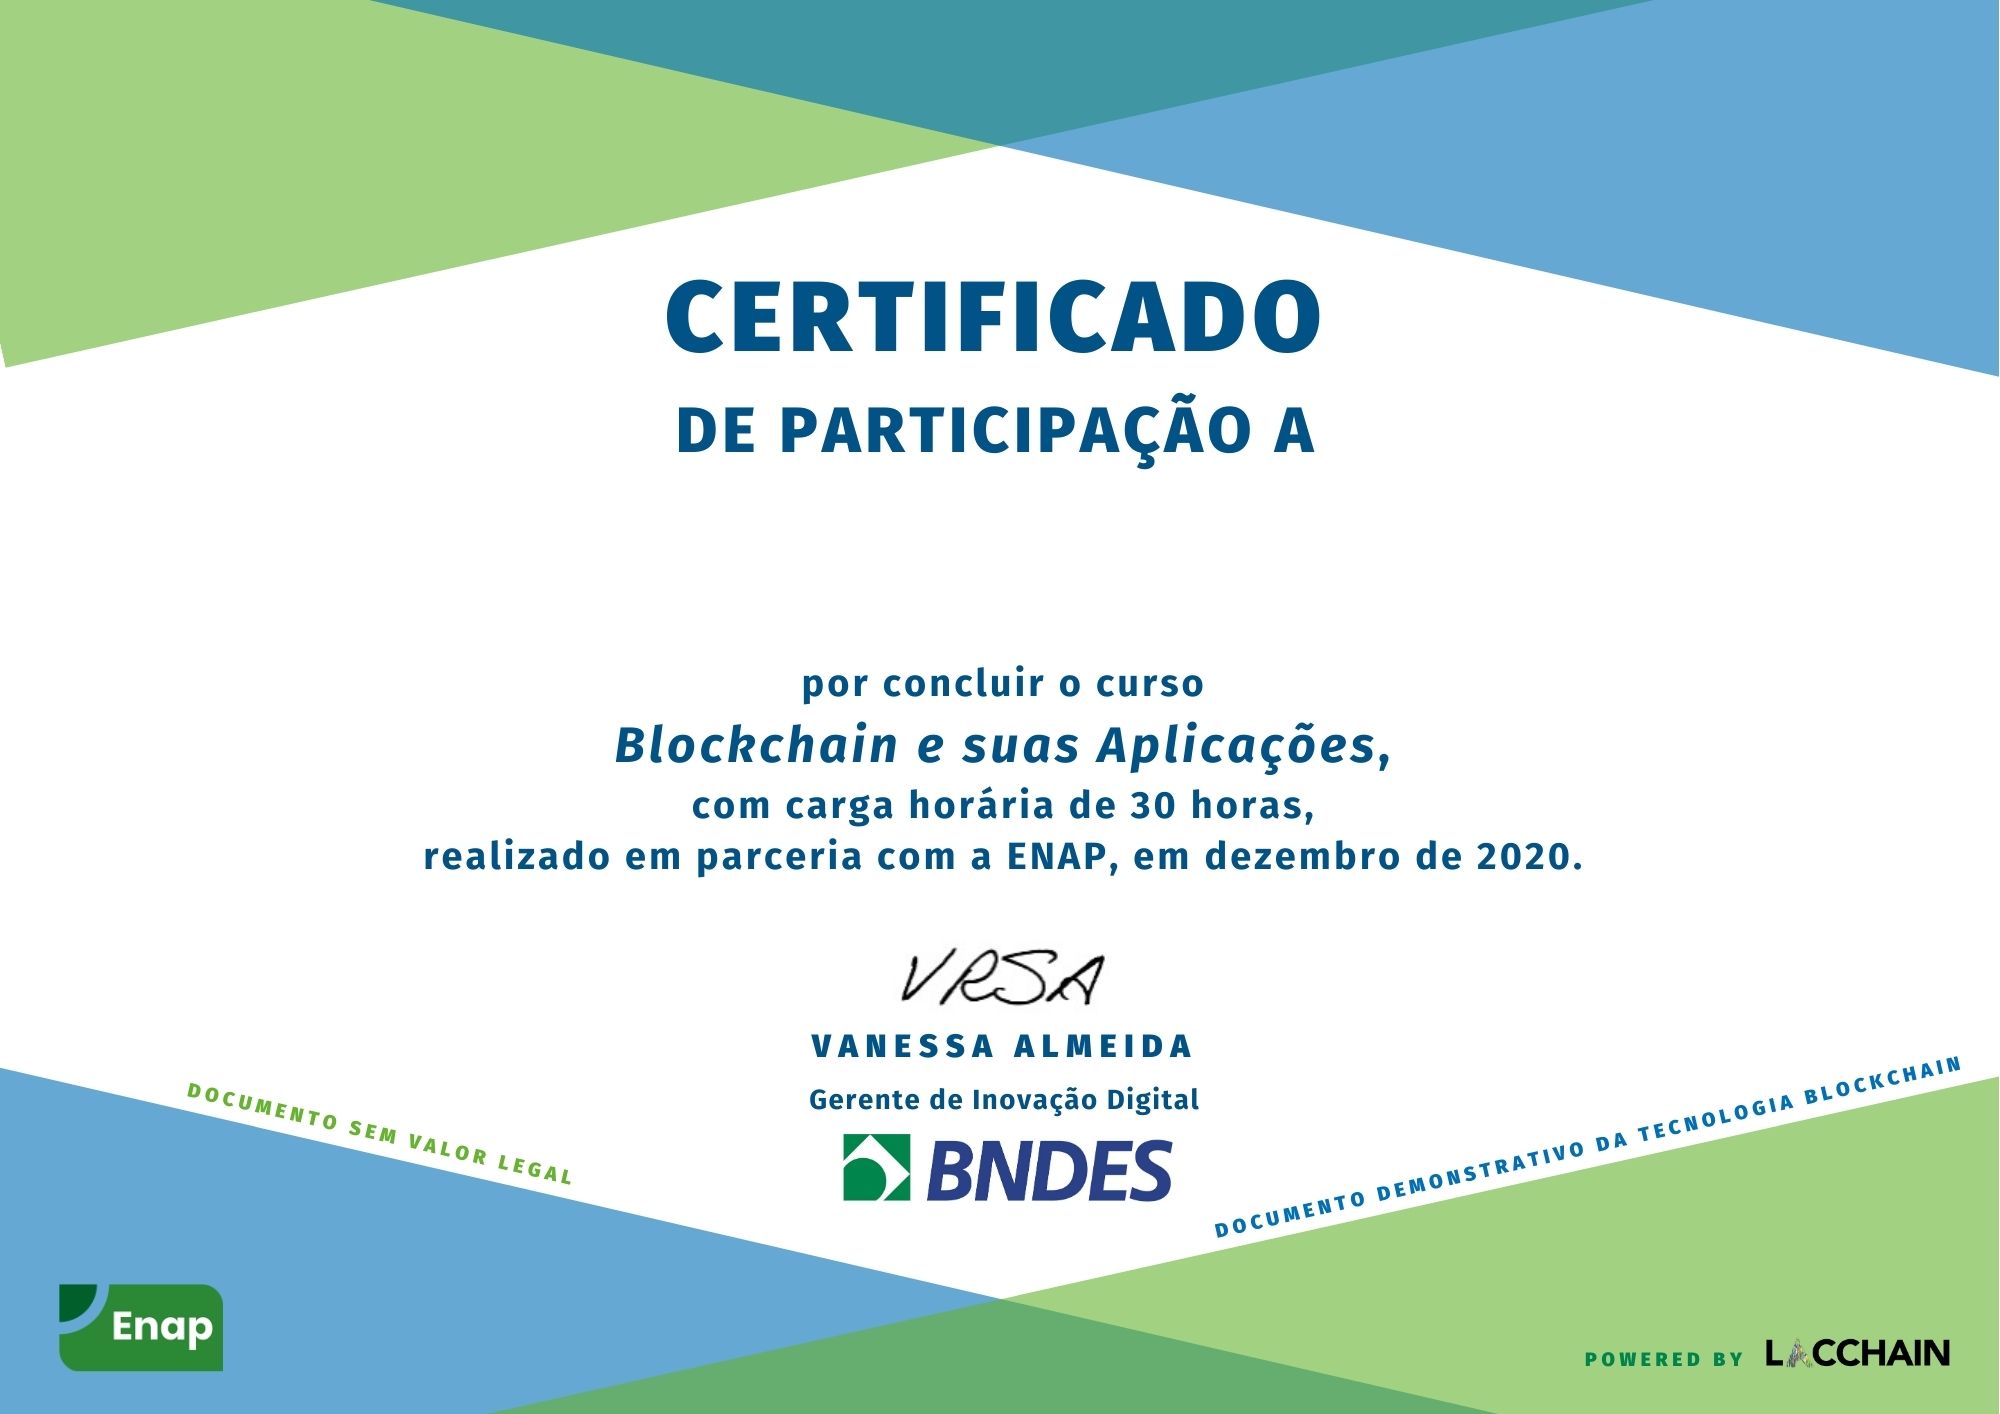 CERTIFICADO
DE PARTICIPAÇÃO A
por concluir o curso
Blockchain e suas Aplicações,
com carga horária de 30 horas,
realizado em parceria com a ENAP, em dezembro de 2020.
VRSA
VANESSA ALMEIDA
Gerente de Inovação Digital
BNDES
DOCUMENTO SEM VALOR LEGAL
DOCUMENTO DEMONSTRATIVO DA TECNOLOGIA BLOCKCHAIN
Enap
POWERED BY LACCHAIN